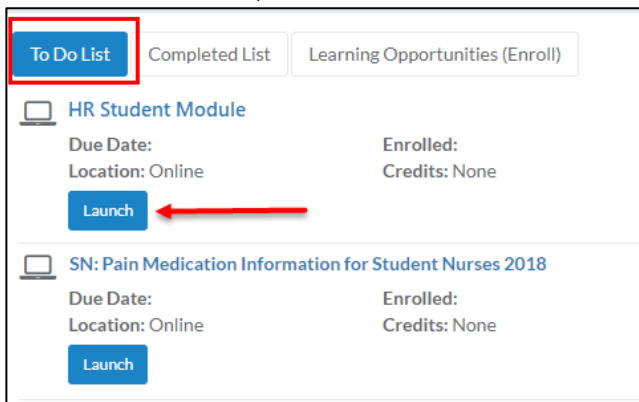 To Do List Completed List Learning Opportunities (Enroll)
HR Student Module
Due Date: Enrolled:
Location: Online Credits: None
Launch
SN: Pain Medication Information for Student Nurses 2018
Due Date: Enrolled:
Location: Online Credits: None
Launch